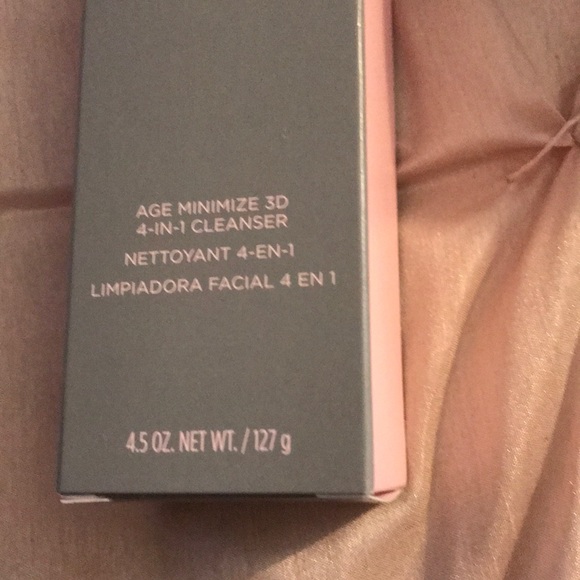 AGE MINIMIZE 3D
4-IN-1 CLEANSER
NETTOYANT 4-EN-1
LIMPIADORA FACIAL 4 EN 1
4.5 OZ. NET WT. / 127 g